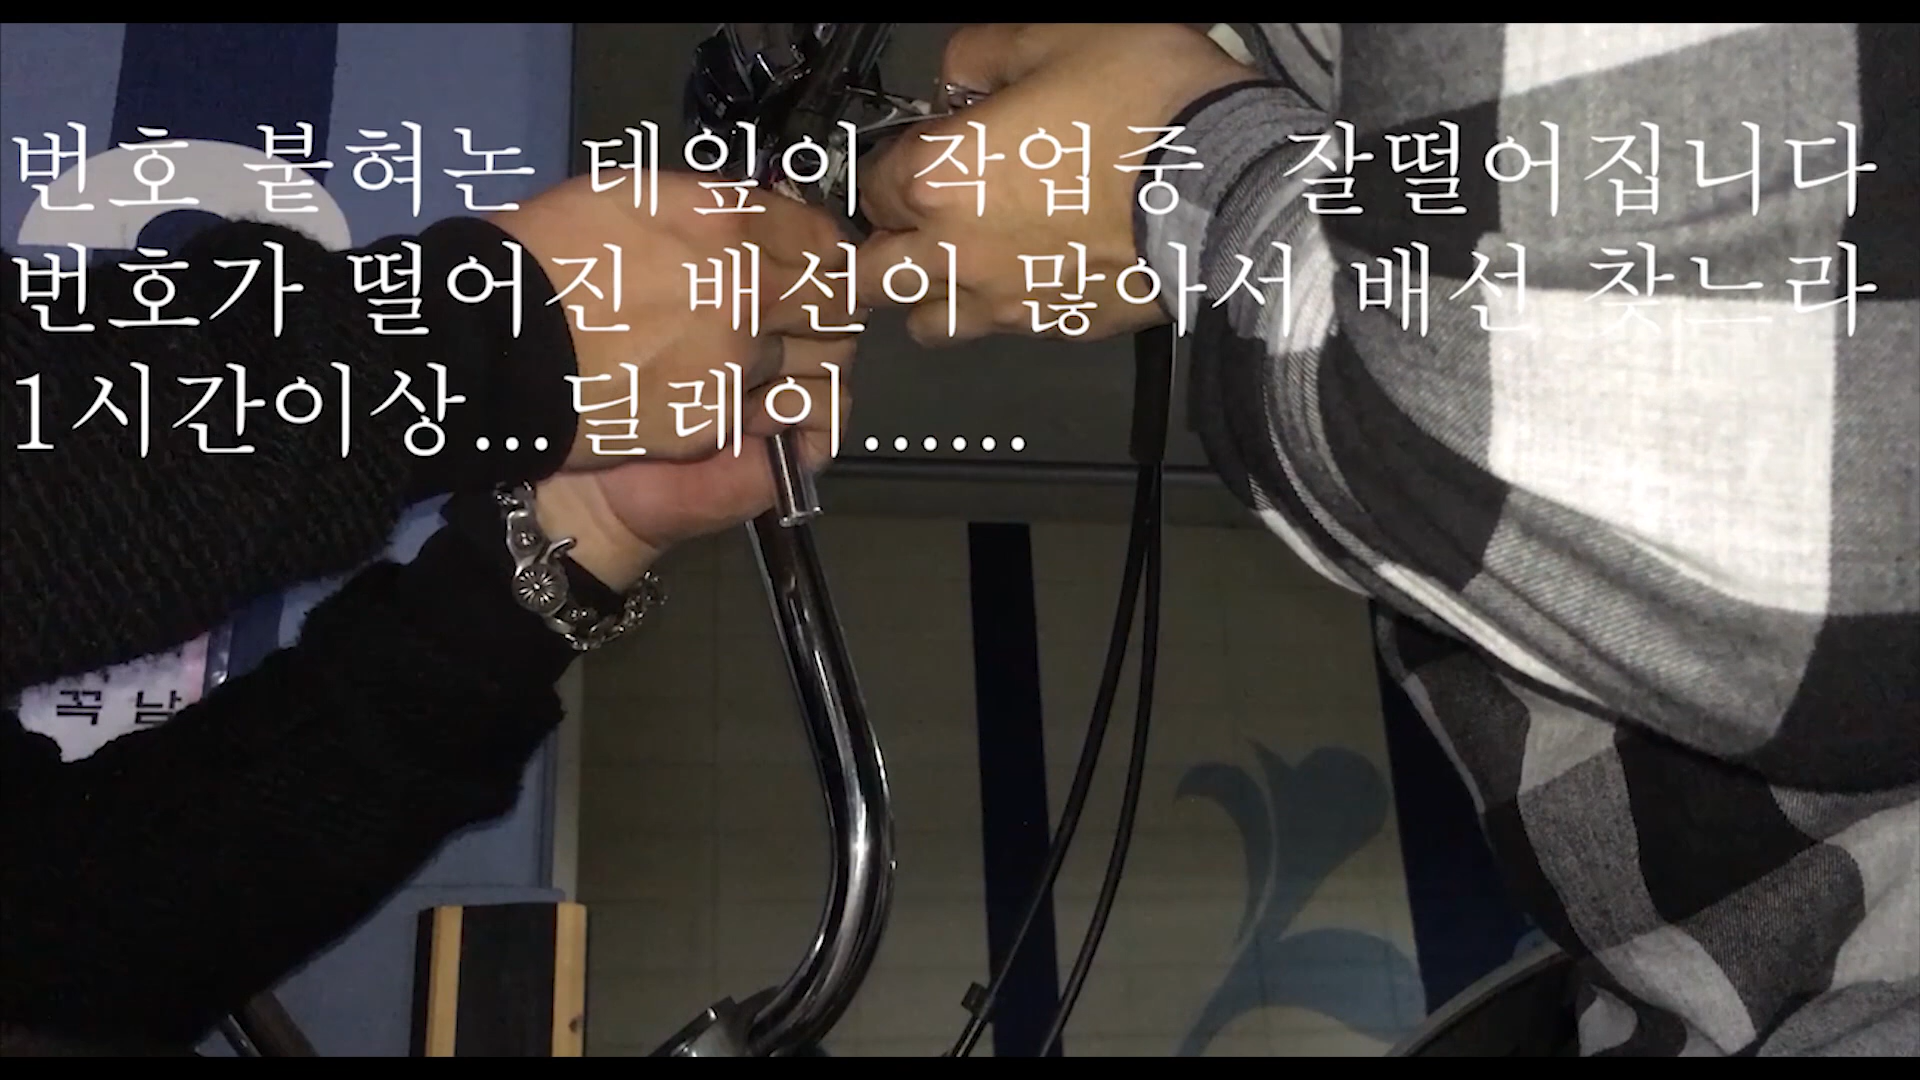 번호 붙혀논 테잎이 작업중 잘떨어집니다
번호가 떨어진 배선이 많아서 배선 찾느라
1시간이상...딜레이......
꼭 남